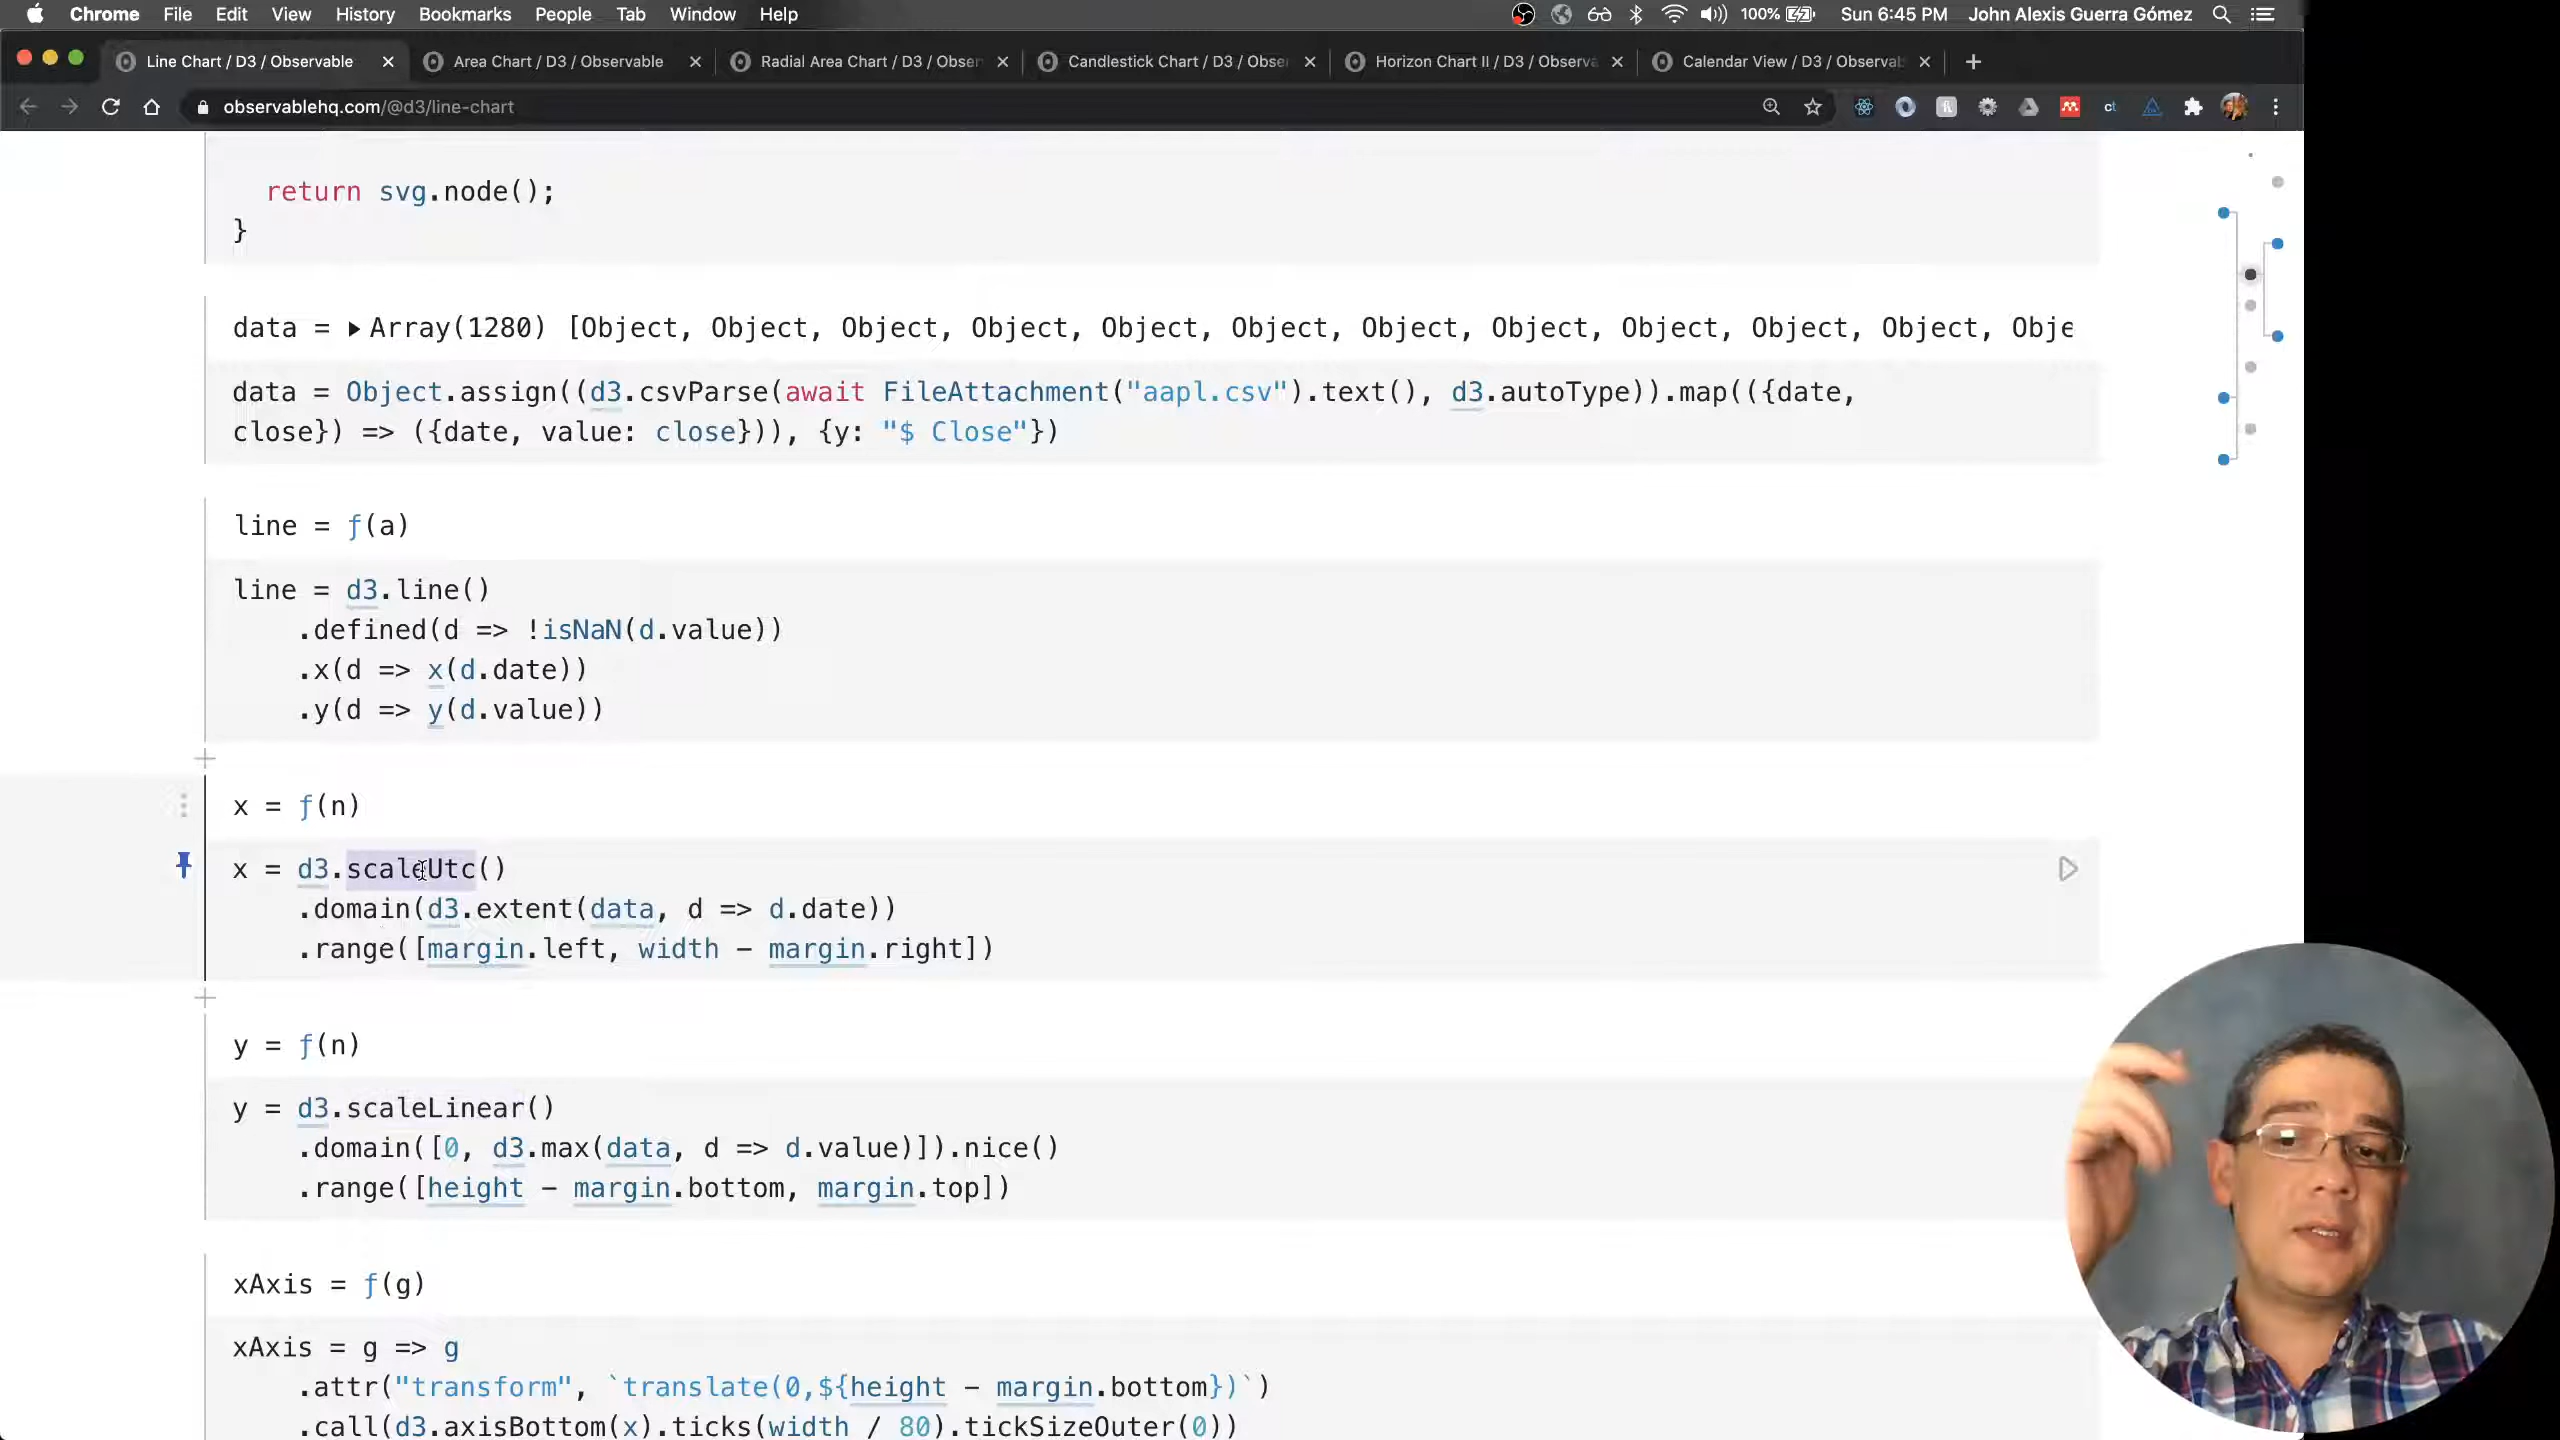 Chrome File Edit View History Bookmarks People Tab Window Help 100% Sun 6:45 PM John Alexis Guerra Gómez
Line Chart / D3 / Observable Area Chart / D3 / Observable Radial Area Chart / D3 / Obser Candlestick Chart / D3 / Obse Horizon Chart II / D3 / Observa Calendar View / D3 / Observab
observablehq.com/@d3/line-chart
return svg.node();
}
data = ▸Array(1280) [Object, Object, Object, Object, Object, Object, Object, Object, Object, Object, Object, Obje
data = Object.assign((d3.csvParse(await FileAttachment("aapl.csv").text(), d3.autoType)).map(({date,
close}) => ({date, value: close})), {y: "$ Close"})
line = ƒ(a)
line = d3.line()
.defined(d => !isNaN(d.value))
.x(d => x(d.date))
.y(d => y(d.value))
x = ƒ(n)
x = d3.scaleUtc()
.domain(d3.extent(data, d => d.date))
.range([margin.left, width - margin.right])
y = ƒ(n)
y = d3.scaleLinear()
.domain([0, d3.max(data, d => d.value)]).nice()
.range([height - margin.bottom, margin.top])
xAxis = ƒ(g)
xAxis = g => g
.attr("transform", `translate(0,${height - margin.bottom})`)
.call(d3.axisBottom(x).ticks(width / 80).tickSizeOuter(0))